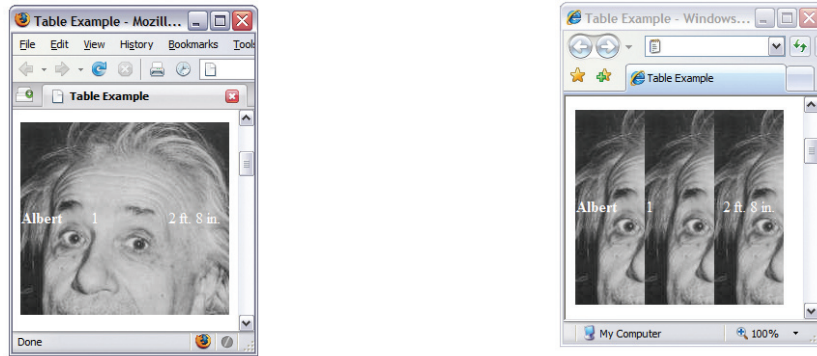 Table Example - Mozill...
File Edit View History Bookmarks Tools
Table Example
Albert 1 2 ft. 8 in.
Done
Table Example - Windows...
Table Example
Albert 1 2 ft. 8 in.
My Computer 100%